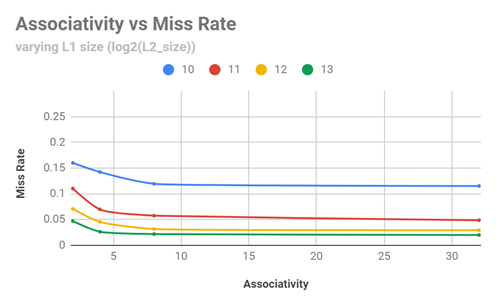 Associativity vs Miss Rate
varying L1 size (log2(L2_size))
10 11 12 13
0.25
0.2
0.15
0.1
0.05
0
Miss Rate
5 10 15 20 25 30
Associativity